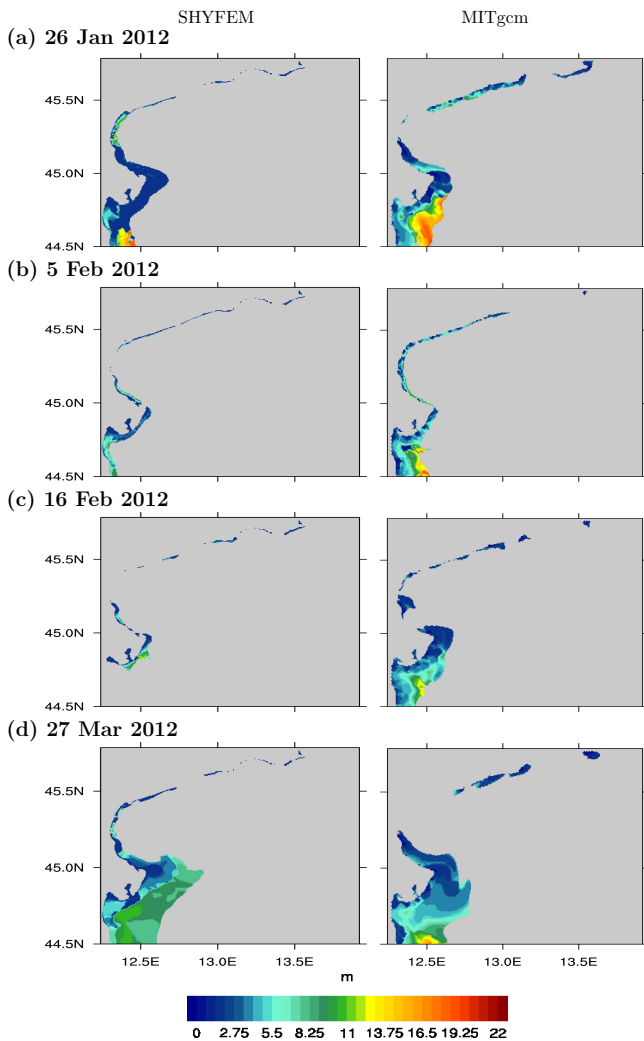 SHYFEM MITgcm
(a) 26 Jan 2012
45.5N
45.0N
44.5N
(b) 5 Feb 2012
45.5N
45.0N
44.5N
(c) 16 Feb 2012
45.5N
45.0N
44.5N
(d) 27 Mar 2012
45.5N
45.0N
44.5N
12.5E 13.0E 13.5E 12.5E 13.0E 13.5E
m
0 2.75 5.5 8.25 11 13.75 16.5 19.25 22